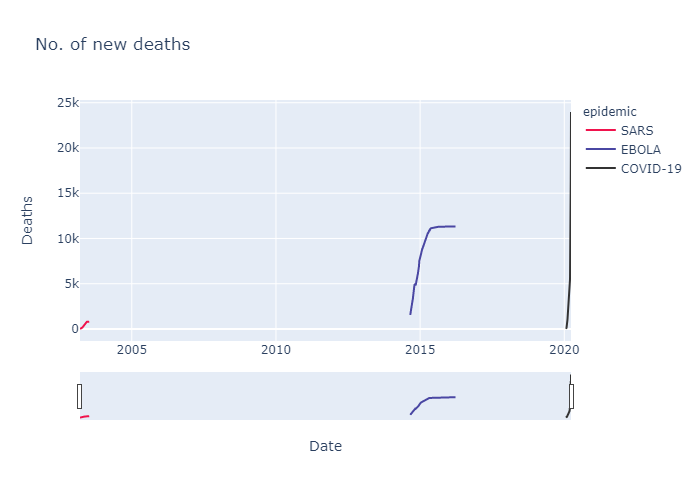 No. of new deaths
epidemic
SARS
EBOLA
COVID-19
Deaths
25k
20k
15k
10k
5k
0
2005 2010 2015 2020
Date